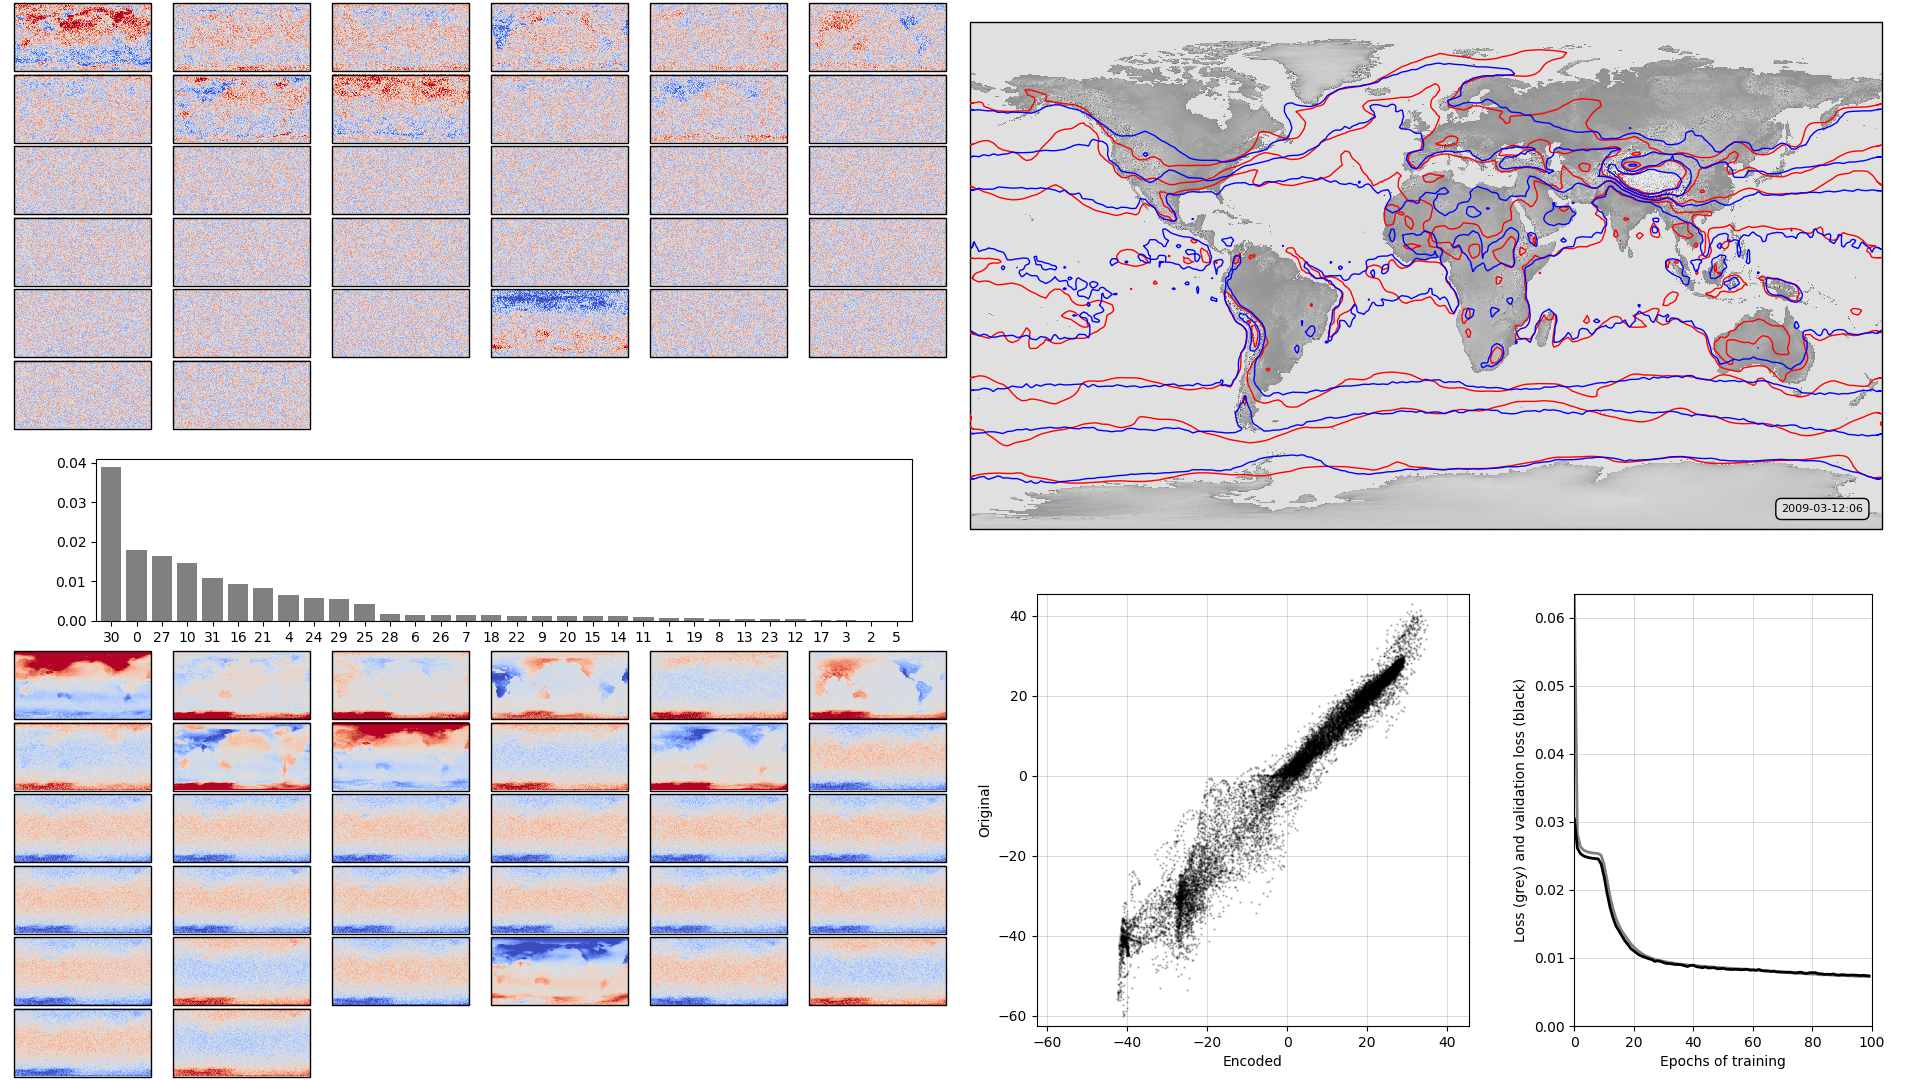 0.04
0.03
0.02
0.01
0.00
30 0 27 10 31 16 21 4 24 29 25 28 6 26 7 18 22 9 20 15 14 11 1 19 8 13 23 12 17 3 2 5
2009-03-12:06
Original
40
20
0
−20
−40
−60
−60 −40 −20 0 20 40
Encoded
Loss (grey) and validation loss (black)
0.06
0.05
0.04
0.03
0.02
0.01
0.00
0 20 40 60 80 100
Epochs of training